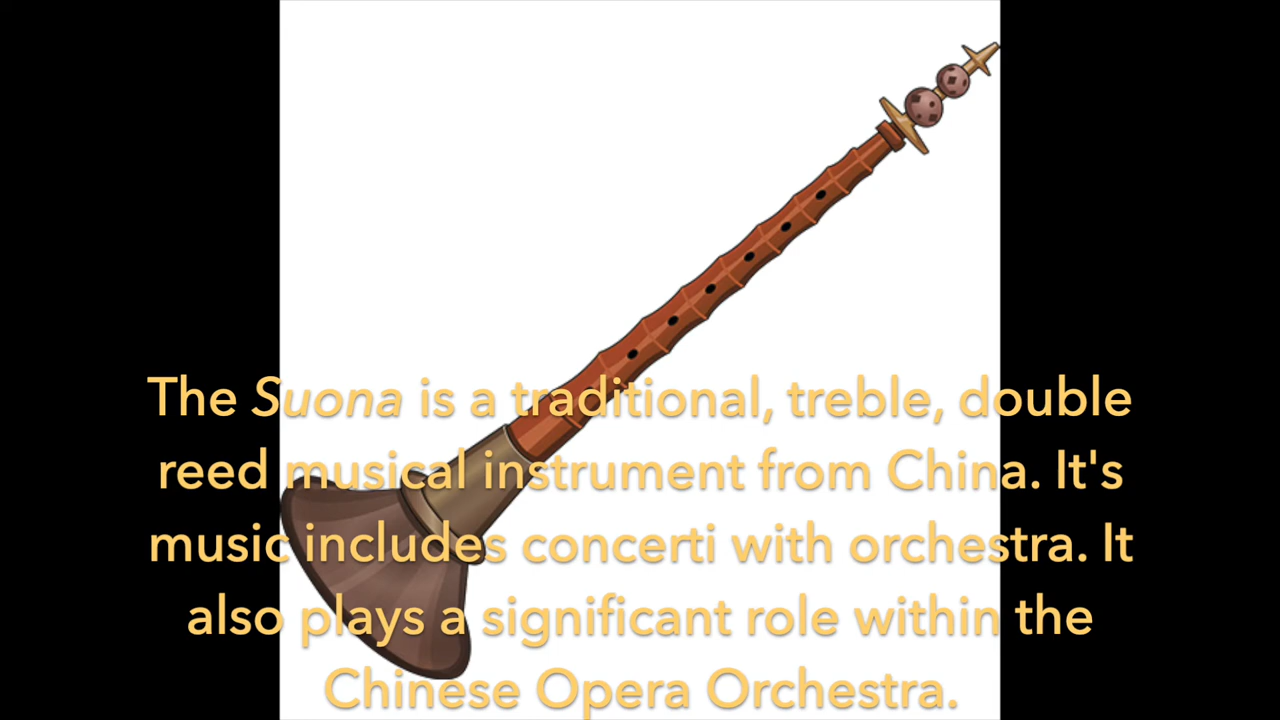 The Suona is a traditional, treble, double
reed musical instrument from China. It's
music includes concerti with orchestra. It
also plays a significant role within the
Chinese Opera Orchestra.